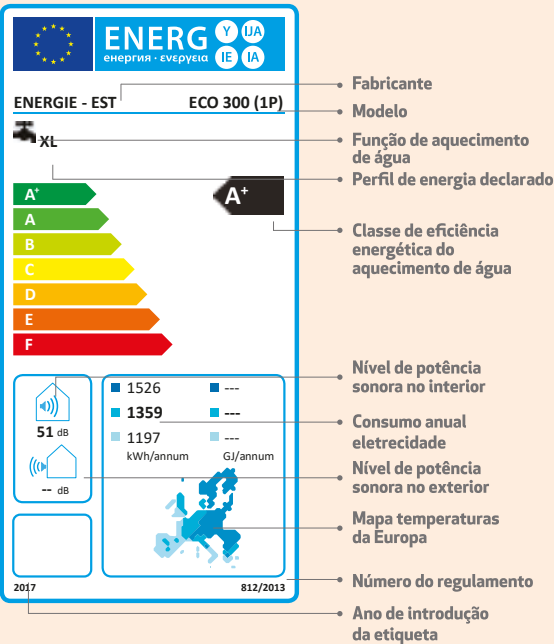 ENERG Y IJA
енергия · ενεργεια IE IA
ENERGIE - EST ECO 300 (1P)
XL
A+
A+
A
B
C
D
E
F
51 dB
-- dB
1526 ---
1359 ---
1197 ---
kWh/annum GJ/annum
2017 812/2013
Fabricante
Modelo
Função de aquecimento
de água
Perfil de energia declarado
Classe de eficiência
energética do
aquecimento de água
Nível de potência
sonora no interior
Consumo anual
eletrecidade
Nível de potência
sonora no exterior
Mapa temperaturas
da Europa
Número do regulamento
Ano de introdução
da etiqueta